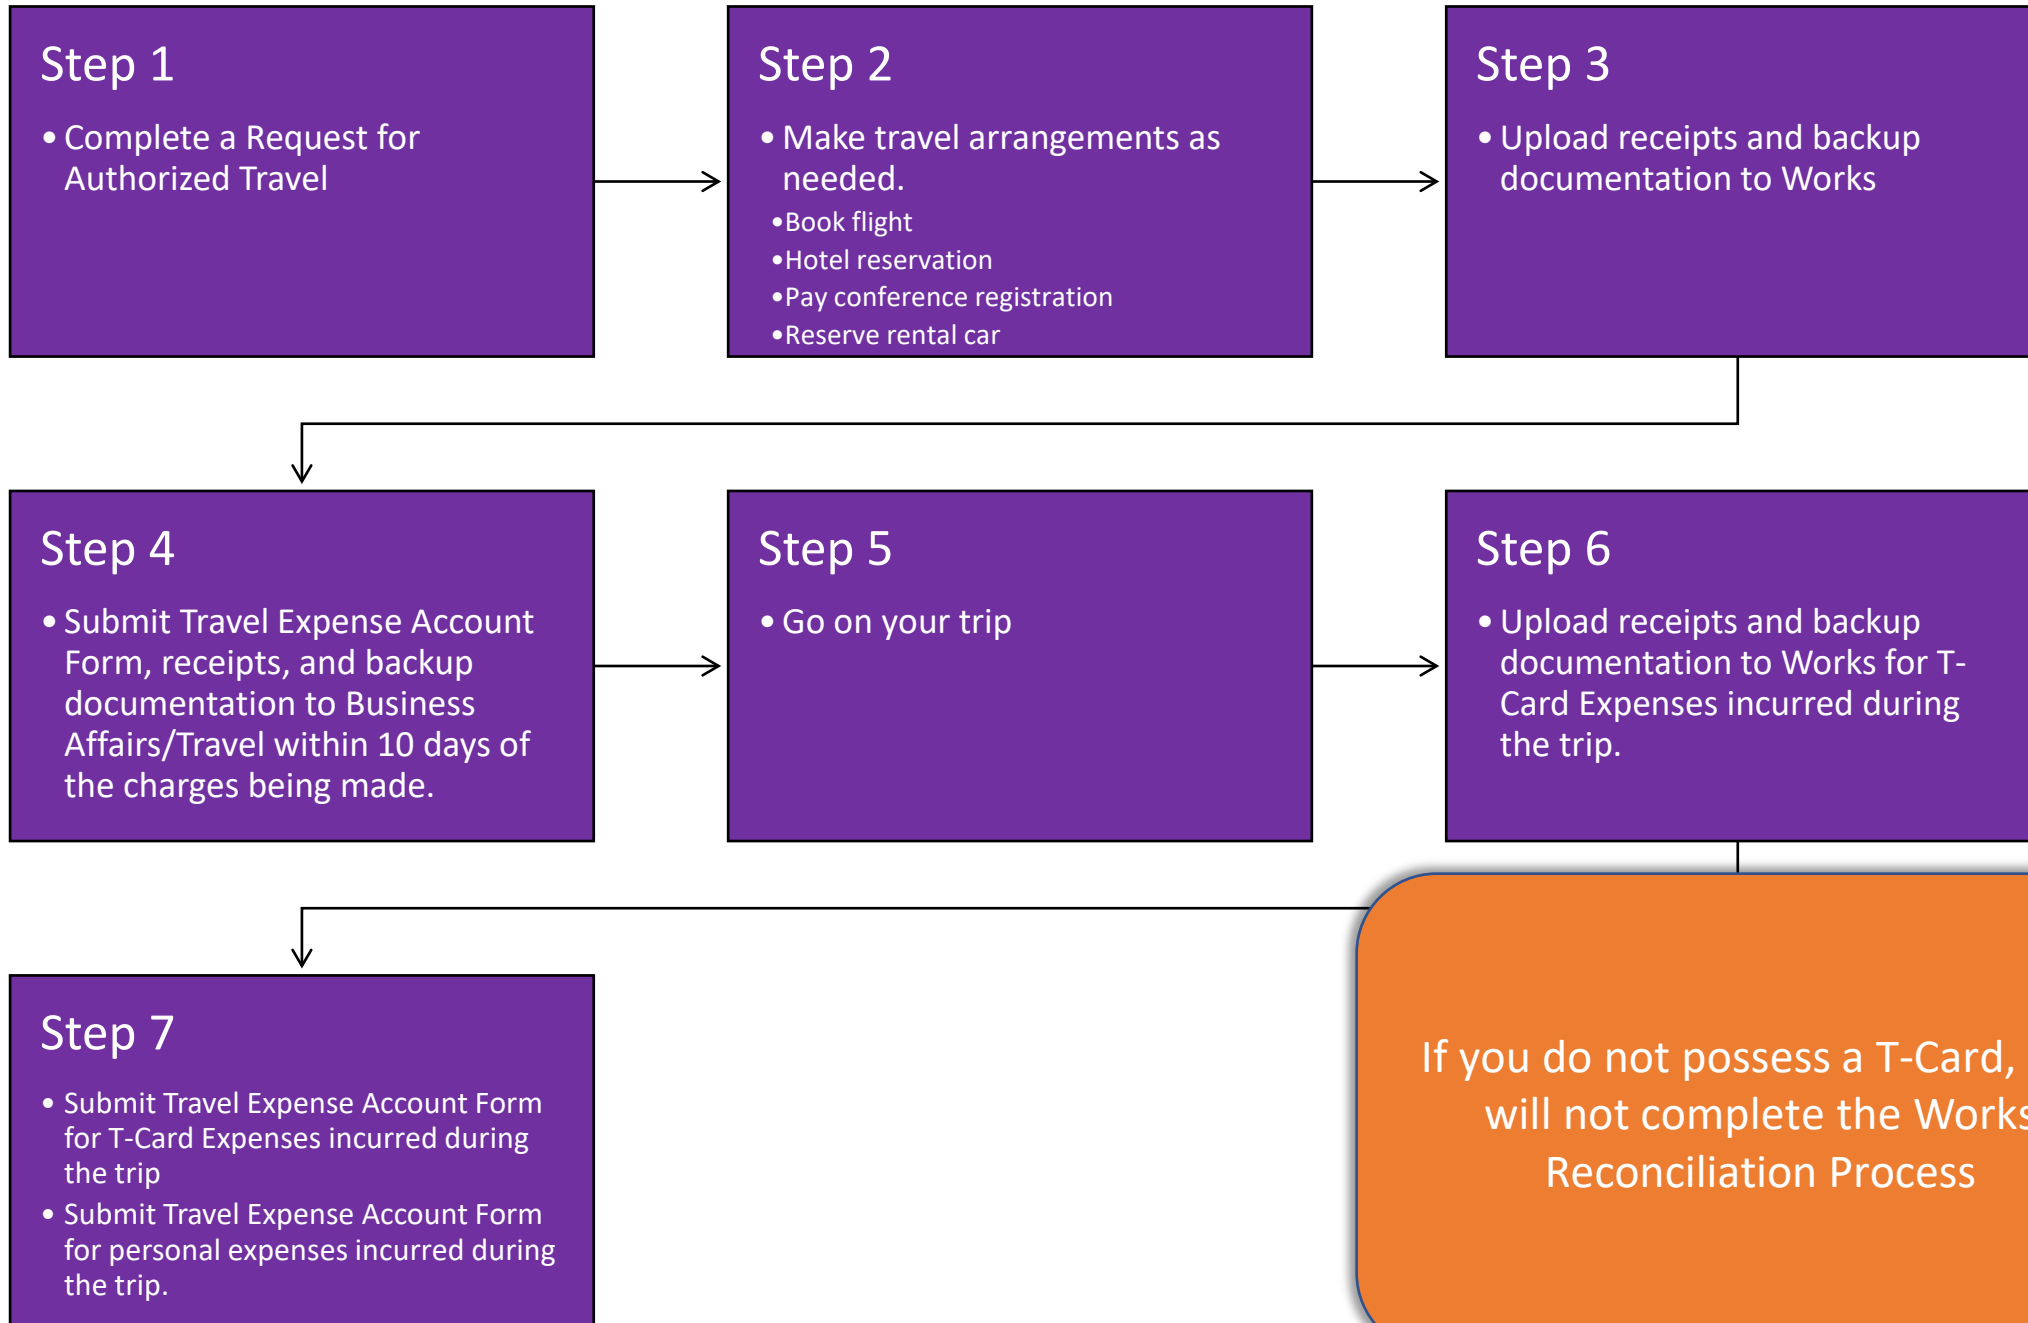 Step 1
• Complete a Request for
Authorized Travel
Step 2
• Make travel arrangements as
needed.
•Book flight
•Hotel reservation
•Pay conference registration
•Reserve rental car
Step 3
• Upload receipts and backup
documentation to Works
Step 4
• Submit Travel Expense Account
Form, receipts, and backup
documentation to Business
Affairs/Travel within 10 days of
the charges being made.
Step 5
• Go on your trip
Step 6
• Upload receipts and backup
documentation to Works for T-
Card Expenses incurred during
the trip.
Step 7
• Submit Travel Expense Account Form
for T-Card Expenses incurred during
the trip
• Submit Travel Expense Account Form
for personal expenses incurred during
the trip.
If you do not possess a T-Card,
will not complete the Works
Reconciliation Process